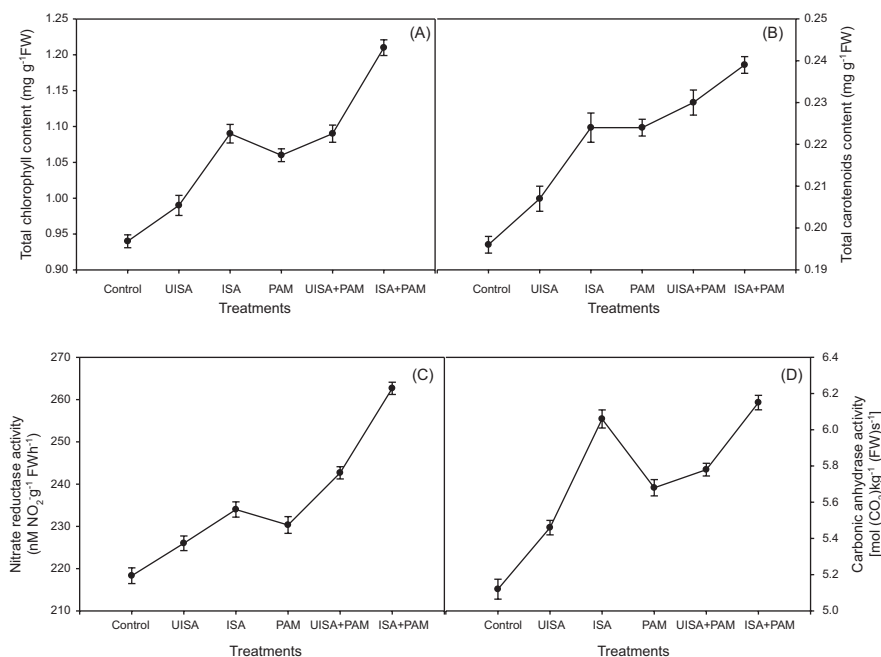 (A)
Total chlorophyll content (mg g⁻¹FW)
1.25
1.20
1.10
1.05
1.00
0.95
0.90
Control UISA ISA PAM UISA+PAM ISA+PAM
Treatments
(B)
0.25
0.24
0.23
0.22
0.21
0.20
0.19
Total carotenoids content (mg g⁻¹FW)
Control UISA ISA PAM UISA+PAM ISA+PAM
Treatments
(C)
Nitrate reductase activity
(nM NO₂⁻g⁻¹ FWh⁻¹)
270
260
250
240
230
220
210
Control UISA ISA PAM UISA+PAM ISA+PAM
Treatments
(D)
6.4
6.2
6.0
5.8
5.6
5.4
5.2
5.0
Carbonic anhydrase activity
[mol (CO₂)kg⁻¹ (FW)s⁻¹]
Control UISA ISA PAM UISA+PAM ISA+PAM
Treatments